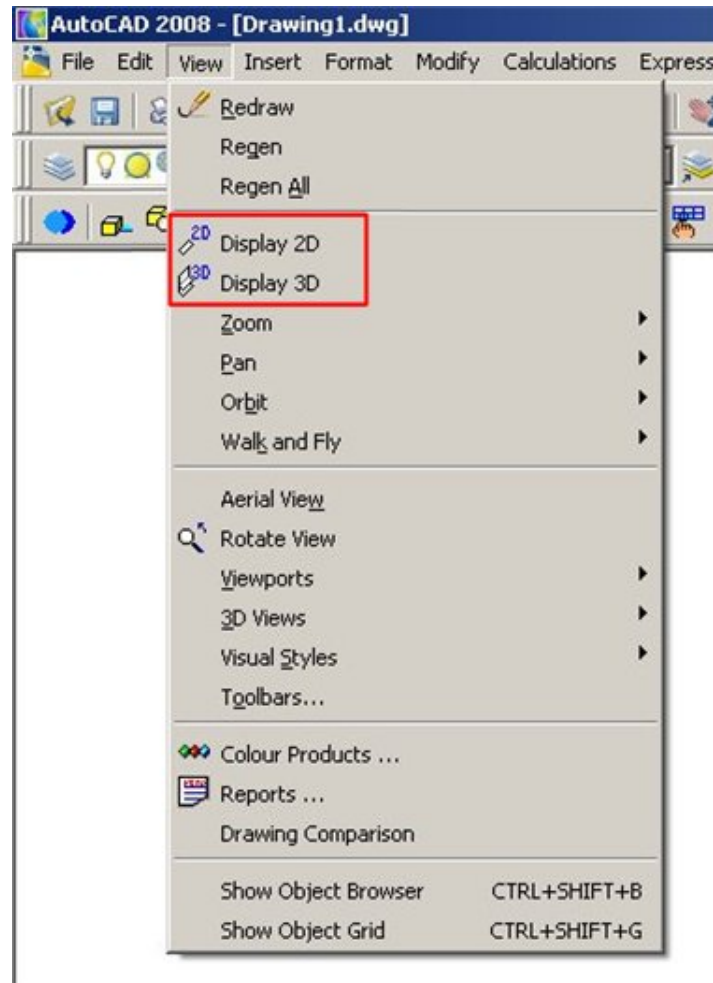 AutoCAD 2008 - [Drawing1.dwg]
File Edit View Insert Format Modify Calculations Express
Redraw
Regen
Regen All
2D Display 2D
3D Display 3D
Zoom
Pan
Orbit
Walk and Fly
Aerial View
Rotate View
Viewports
3D Views
Visual Styles
Toolbars...
Colour Products ...
Reports ...
Drawing Comparison
Show Object Browser CTRL+SHIFT+B
Show Object Grid CTRL+SHIFT+G